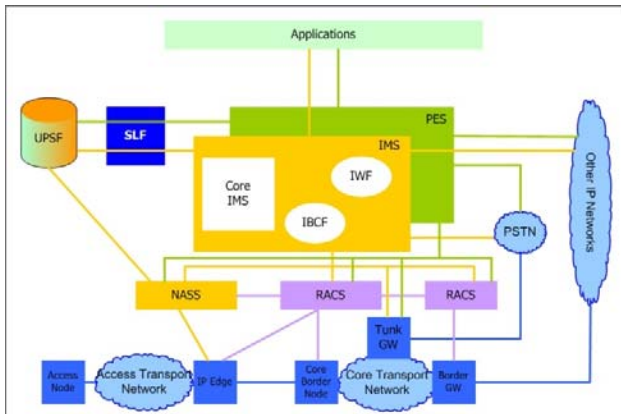 Applications
PES
UPSF
SLF
IMS
Core
IMS
IWF
IBCF
Other IP Networks
PSTN
NASS
RACS
RACS
Tunk
GW
Access
Node
Access Transport
Network
IP Edge
Core
Border
Node
Core Transport
Network
Border
GW